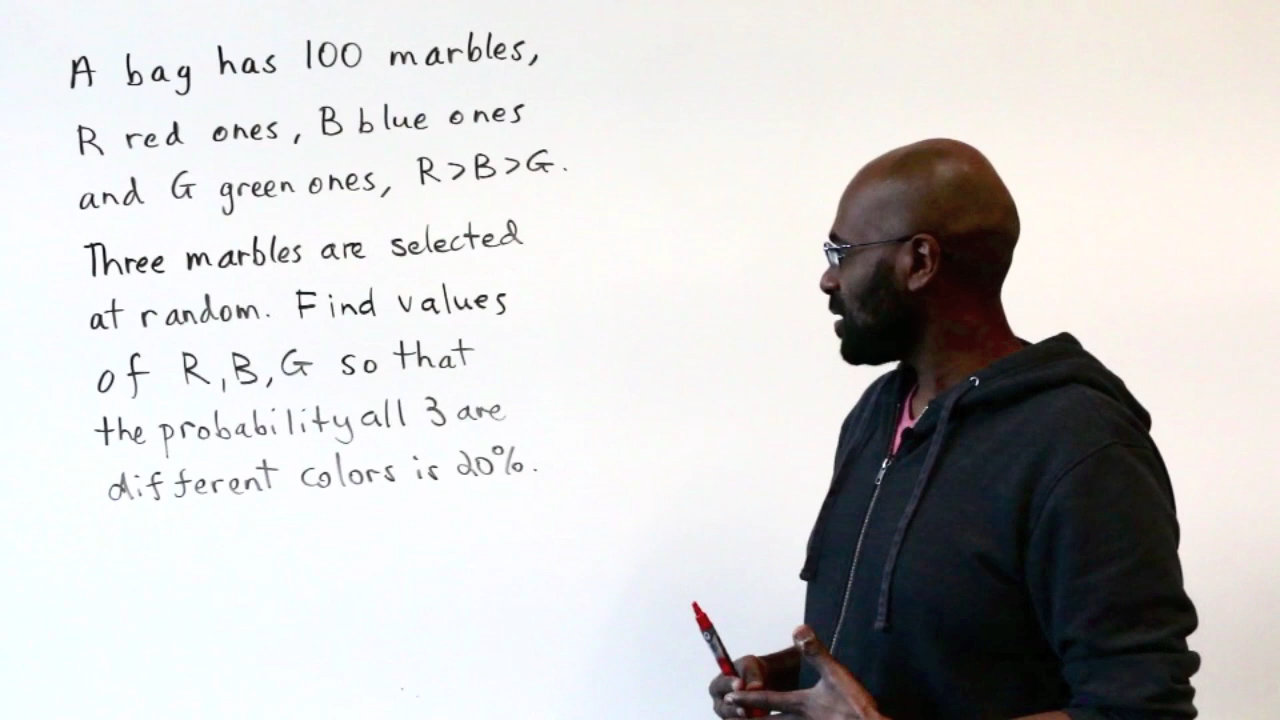 A bag has 100 marbles,
R red ones, B blue ones
and G green ones, R>B>G.
Three marbles are selected
at random. Find values
of R, B, G so that
the probability all 3 are
different colors is 20%.